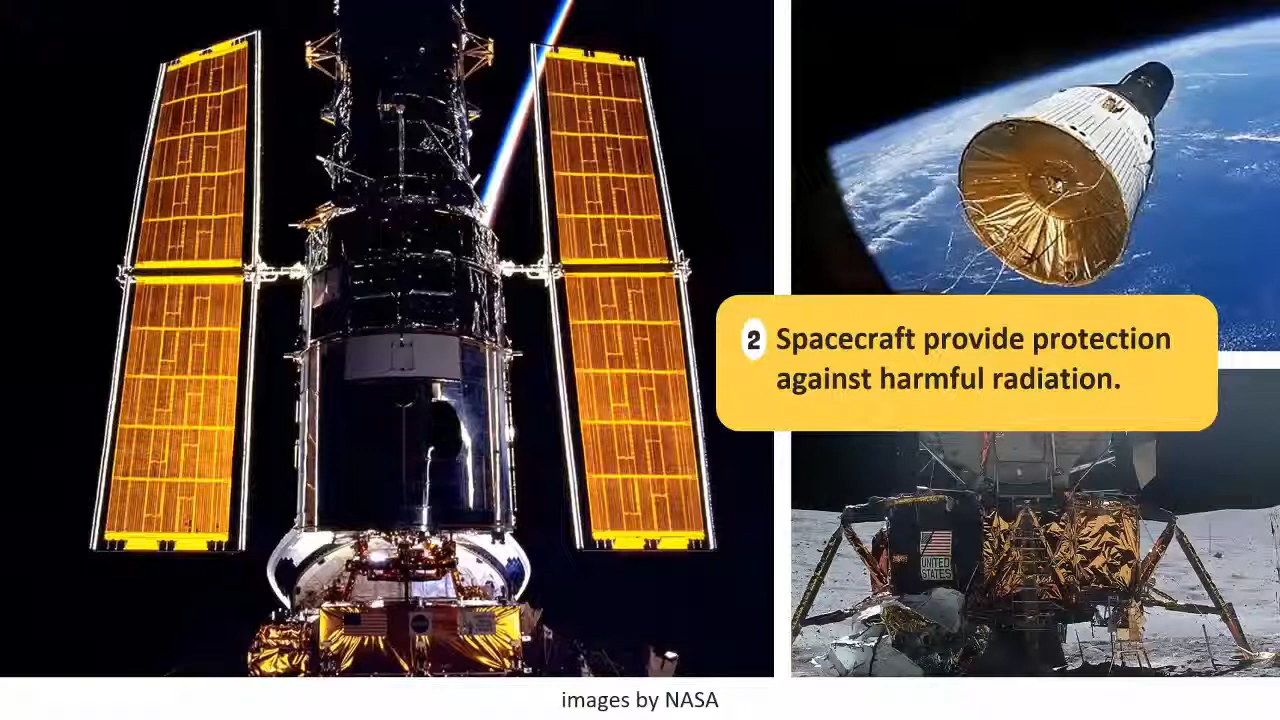 2 Spacecraft provide protection
against harmful radiation.
UNITED
STATES
images by NASA